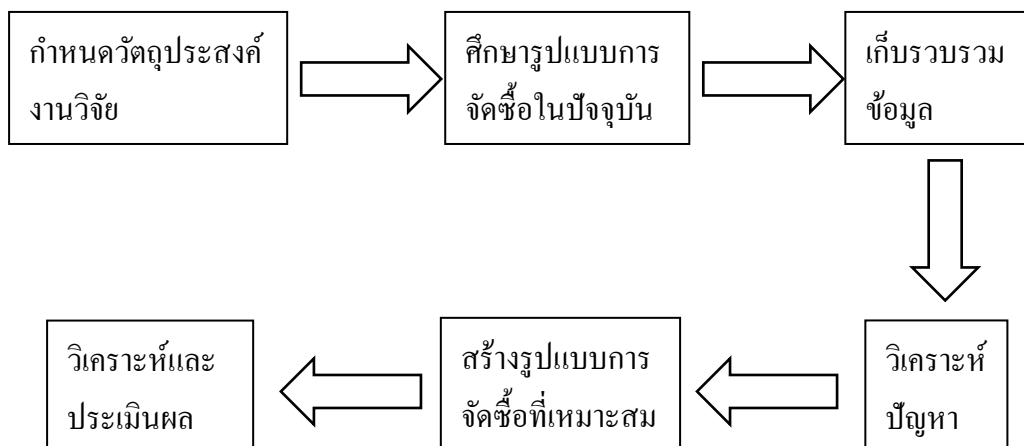 กำหนดวัตถุประสงค์
งานวิจัย
ศึกษารูปแบบการ
จัดซื้อในปัจจุบัน
เก็บรวบรวม
ข้อมูล
วิเคราะห์
ปัญหา
สร้างรูปแบบการ
จัดซื้อที่เหมาะสม
วิเคราะห์และ
ประเมินผล